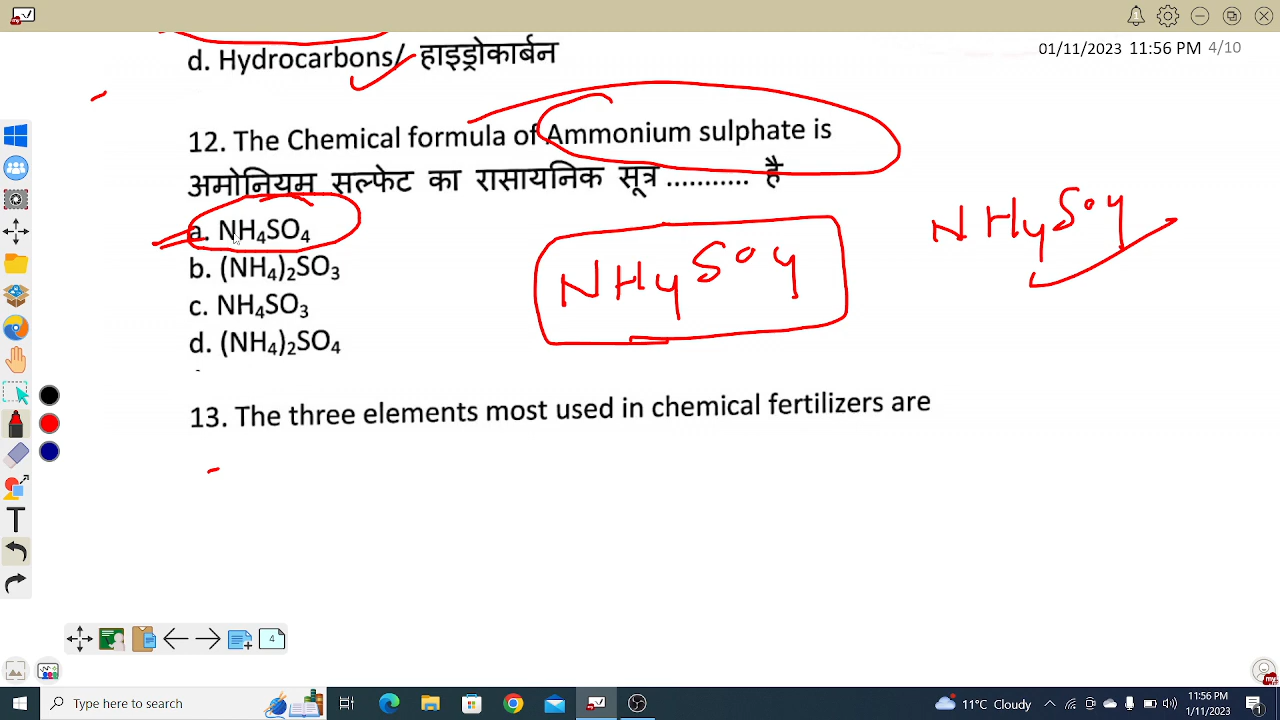 01/11/2023 11:56 PM 4/10
d. Hydrocarbons/ हाइड्रोकार्बन
12. The Chemical formula of Ammonium sulphate is
अमोनियम सल्फेट का रासायनिक सूत्र ........... है
a. NH₄SO₄
b. (NH₄)₂SO₃
c. NH₄SO₃
d. (NH₄)₂SO₄
NH4SO4
NH4SO4
13. The three elements most used in chemical fertilizers are
T
4
Type here to search
11°C Cloudy
11:56 PM
1/11/2023